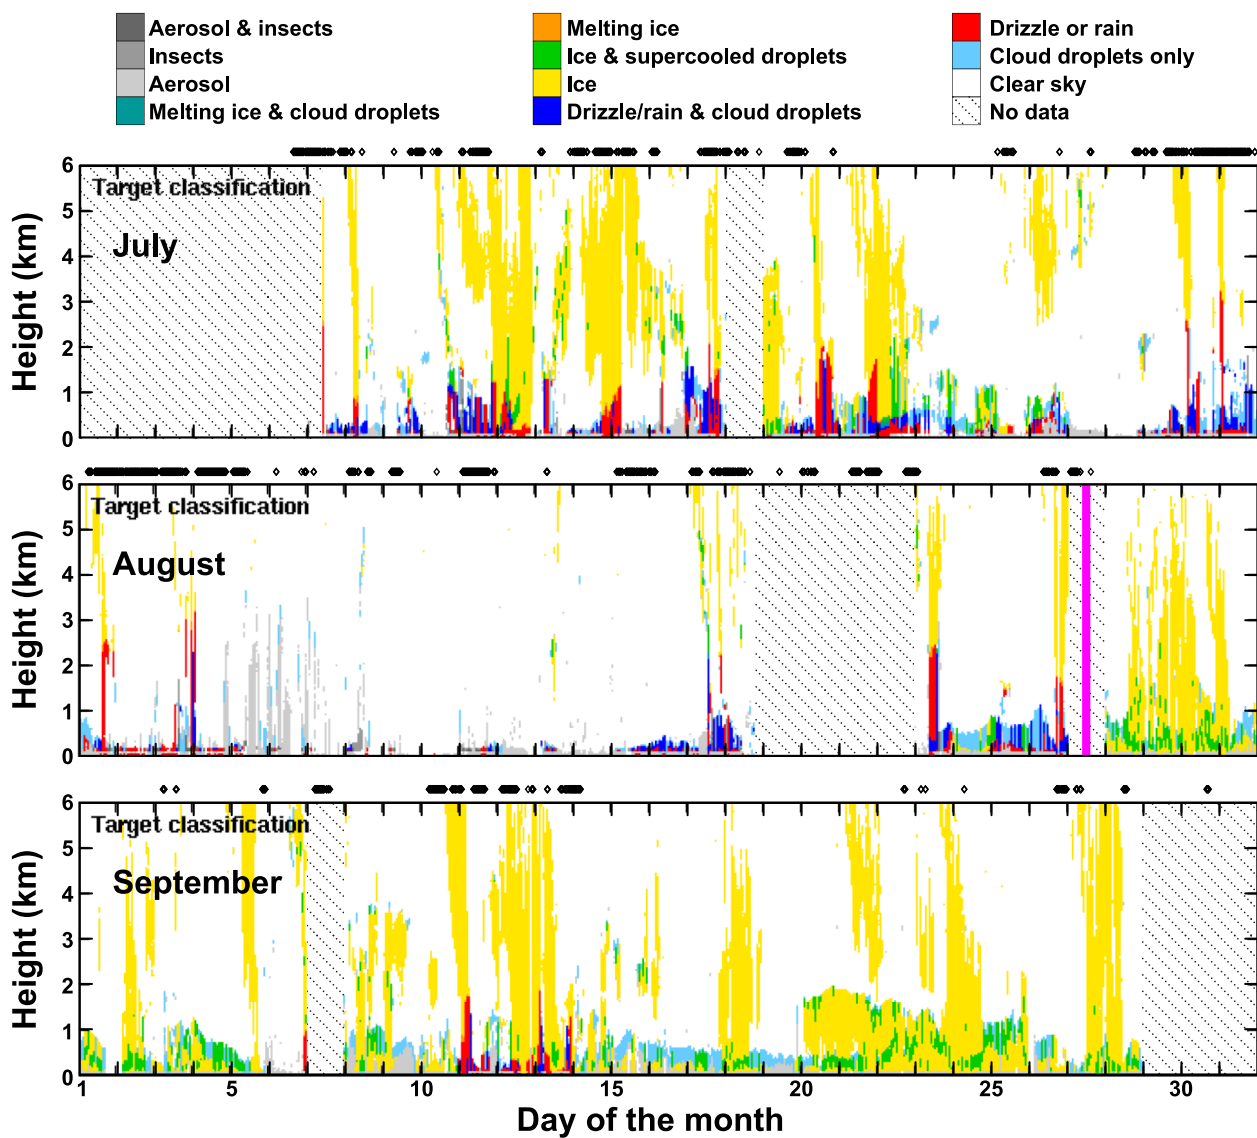 Aerosol & insects
Insects
Aerosol
Melting ice & cloud droplets
Melting ice
Ice & supercooled droplets
Ice
Drizzle/rain & cloud droplets
Drizzle or rain
Cloud droplets only
Clear sky
No data
6
5
4
3
2
1
0
Height (km)
Target classification
July
6
5
4
3
2
1
0
Height (km)
Target classification
August
6
5
4
3
2
1
0
Height (km)
Target classification
September
1 5 10 15 20 25 30
Day of the month